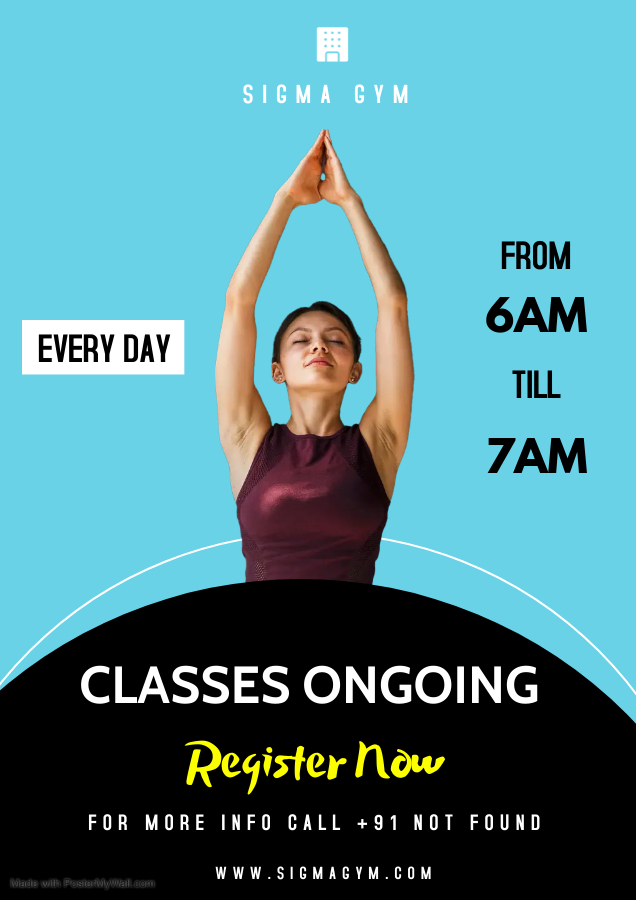 SIGMA GYM
FROM
6AM
EVERY DAY
TILL
7AM
CLASSES ONGOING
Register Now
FOR MORE INFO CALL +91 NOT FOUND
WWW.SIGMAGYM.COM
Made with PosterMyWall.com